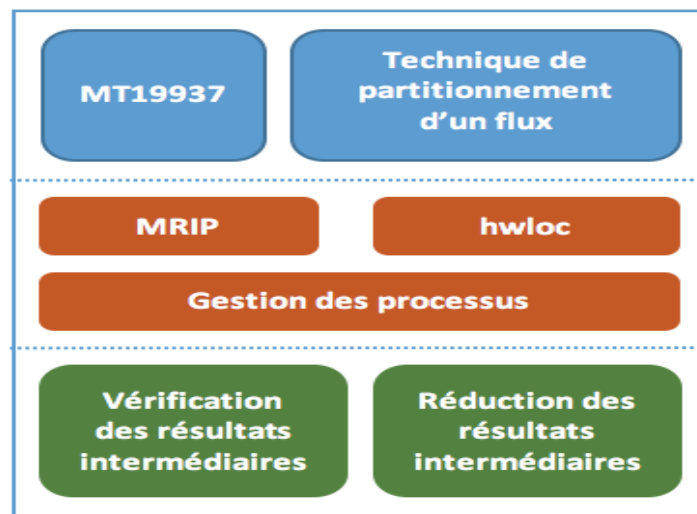 MT19937
Technique de
partitionnement
d'un flux
MRIP
hwloc
Gestion des processus
Vérification
des résultats
intermédiaires
Réduction des
résultats
intermédiaires